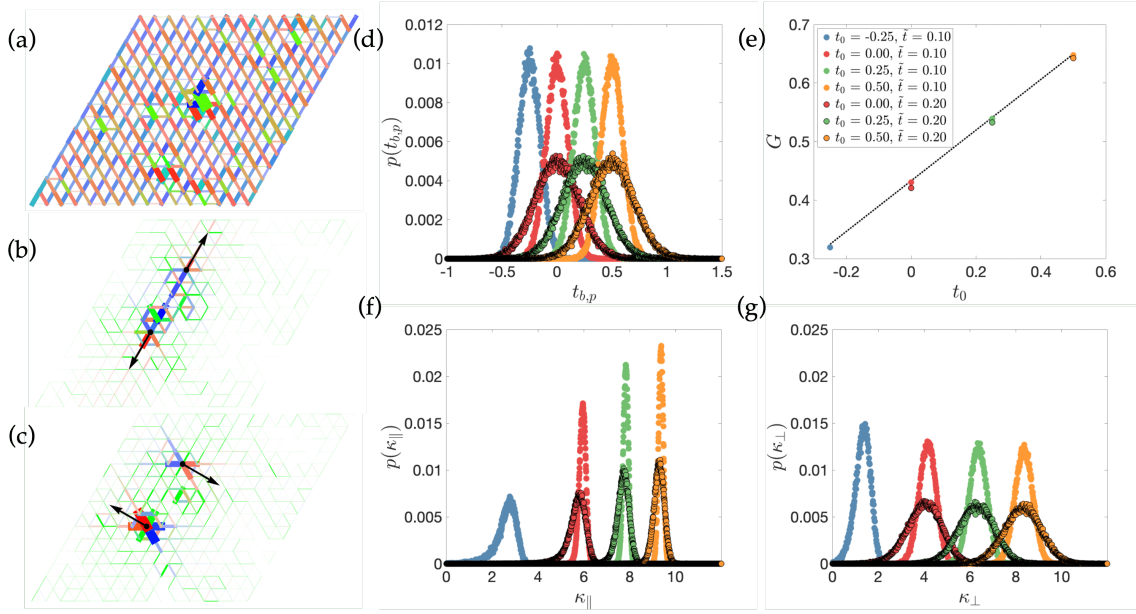 (a)
(b)
(c)
(d)
0.012
0.01
0.008
0.006
0.004
0.002
0
-1
-0.5
0
0.5
1
1.5
p(t_{b,p})
t_{b,p}
(e)
0.7
0.6
0.5
0.4
0.3
-0.2
0
0.2
0.4
0.6
G
t_0
t_0 = -0.25, t̃ = 0.10
t_0 = 0.00, t̃ = 0.10
t_0 = 0.25, t̃ = 0.10
t_0 = 0.50, t̃ = 0.10
t_0 = 0.00, t̃ = 0.20
t_0 = 0.25, t̃ = 0.20
t_0 = 0.50, t̃ = 0.20
(f)
0.025
0.02
0.015
0.01
0.005
0
0
2
4
6
8
10
p(κ_∥)
κ_∥
(g)
0.025
0.02
0.015
0.01
0.005
0
0
2
4
6
8
10
12
p(κ_⊥)
κ_⊥